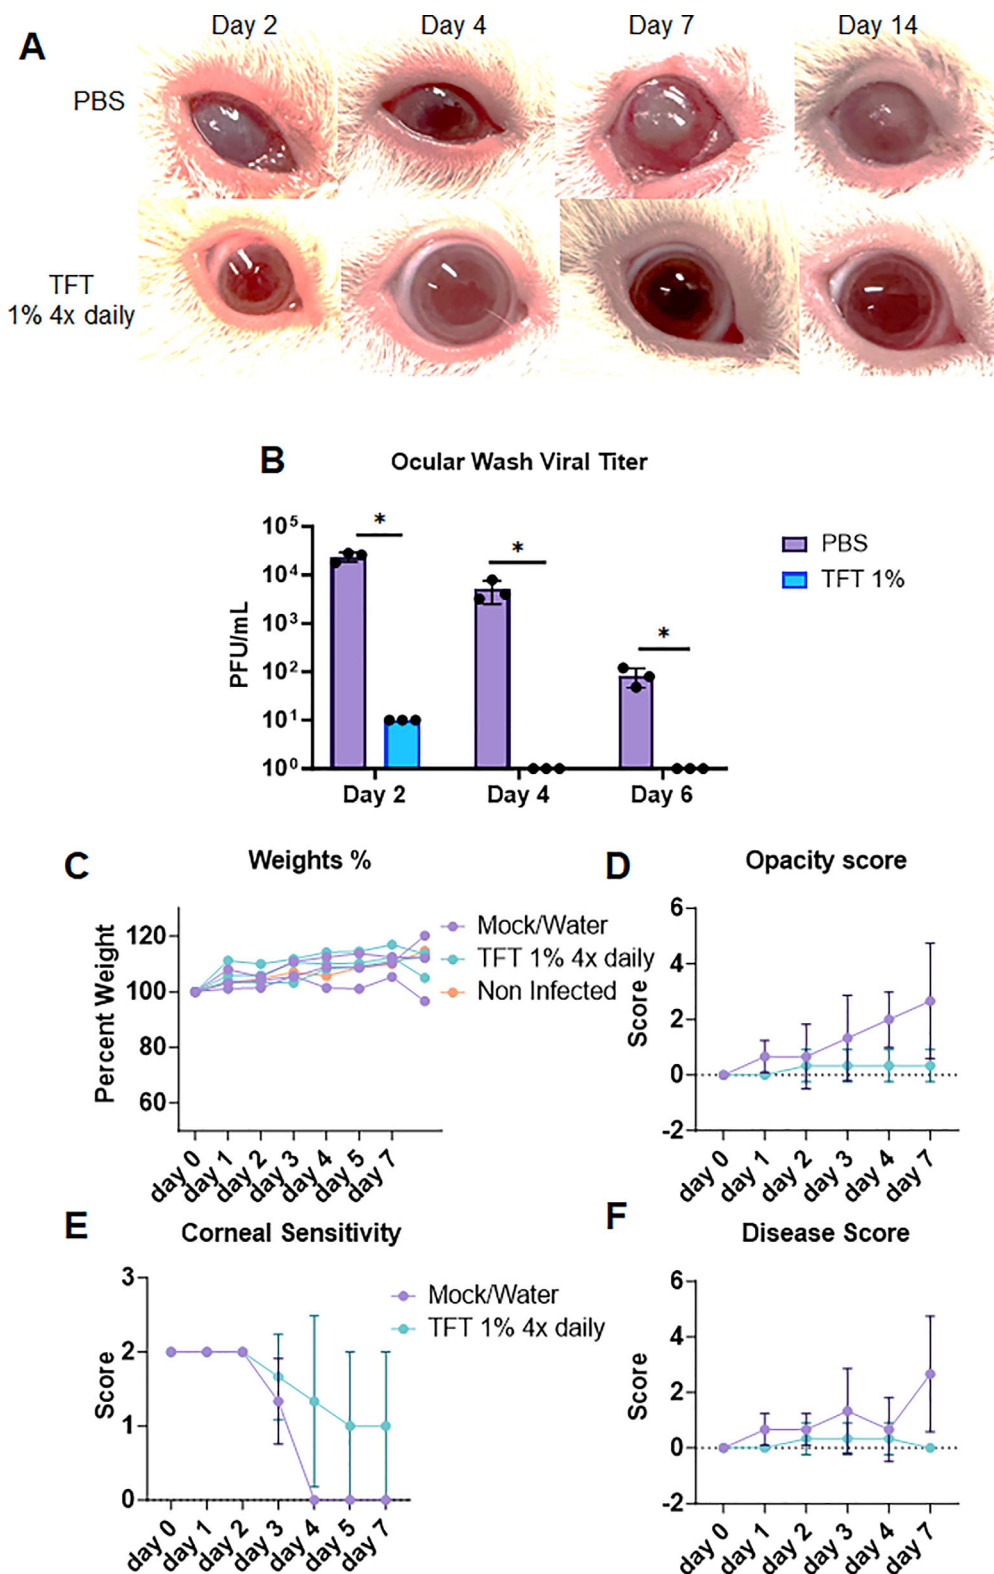 A
Day 2
Day 4
Day 7
Day 14
PBS
TFT
1% 4x daily
B
Ocular Wash Viral Titer
PFU/mL
10⁵
10⁴
10³
10²
10¹
10⁰
*
*
*
Day 2
Day 4
Day 6
PBS
TFT 1%
C
Weights %
Percent Weight
120
100
80
60
day 0
day 1
day 2
day 3
day 4
day 5
day 7
Mock/Water
TFT 1% 4x daily
Non Infected
D
Opacity score
Score
6
4
2
0
-2
day 0
day 1
day 2
day 3
day 4
day 7
E
Corneal Sensitivity
Score
3
2
1
0
day 0
day 1
day 2
day 3
day 4
day 5
day 7
Mock/Water
TFT 1% 4x daily
F
Disease Score
Score
6
4
2
0
-2
day 0
day 1
day 2
day 3
day 4
day 7